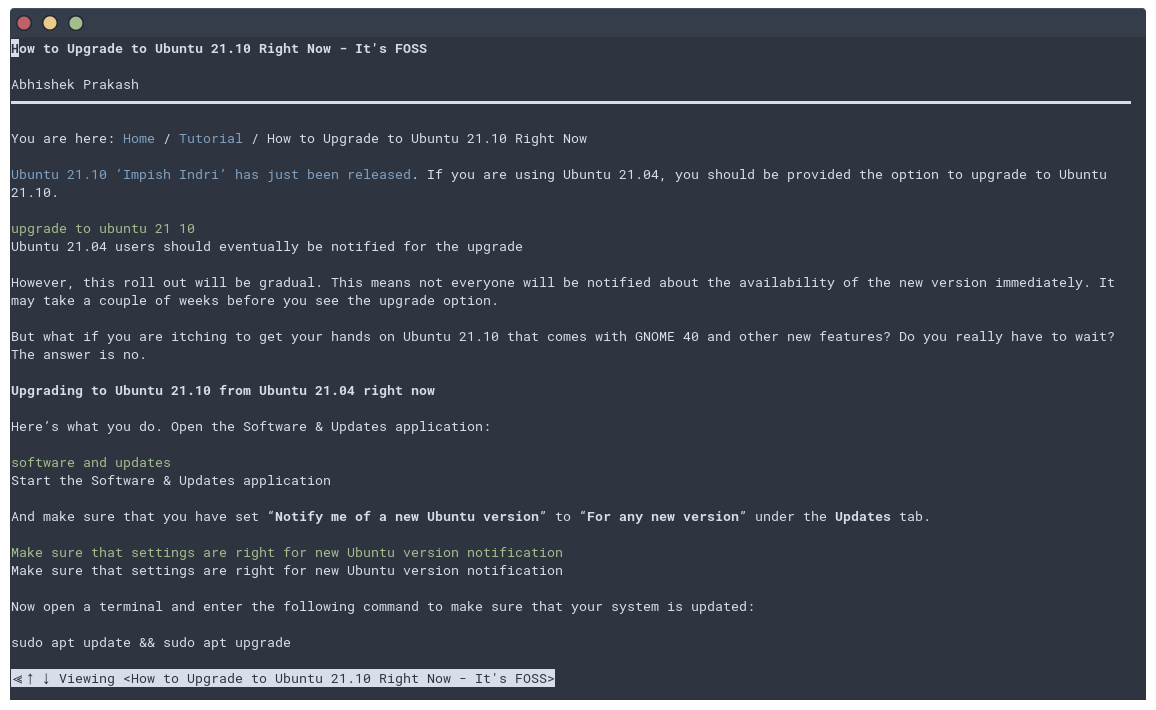 How to Upgrade to Ubuntu 21.10 Right Now - It's FOSS
Abhishek Prakash
You are here: Home / Tutorial / How to Upgrade to Ubuntu 21.10 Right Now
Ubuntu 21.10 ‘Impish Indri’ has just been released. If you are using Ubuntu 21.04, you should be provided the option to upgrade to Ubuntu
21.10.
upgrade to ubuntu 21 10
Ubuntu 21.04 users should eventually be notified for the upgrade
However, this roll out will be gradual. This means not everyone will be notified about the availability of the new version immediately. It
may take a couple of weeks before you see the upgrade option.
But what if you are itching to get your hands on Ubuntu 21.10 that comes with GNOME 40 and other new features? Do you really have to wait?
The answer is no.
Upgrading to Ubuntu 21.10 from Ubuntu 21.04 right now
Here’s what you do. Open the Software & Updates application:
software and updates
Start the Software & Updates application
And make sure that you have set “Notify me of a new Ubuntu version” to “For any new version” under the Updates tab.
Make sure that settings are right for new Ubuntu version notification
Make sure that settings are right for new Ubuntu version notification
Now open a terminal and enter the following command to make sure that your system is updated:
sudo apt update && sudo apt upgrade
⪡↑ ↓ Viewing <How to Upgrade to Ubuntu 21.10 Right Now - It's FOSS>